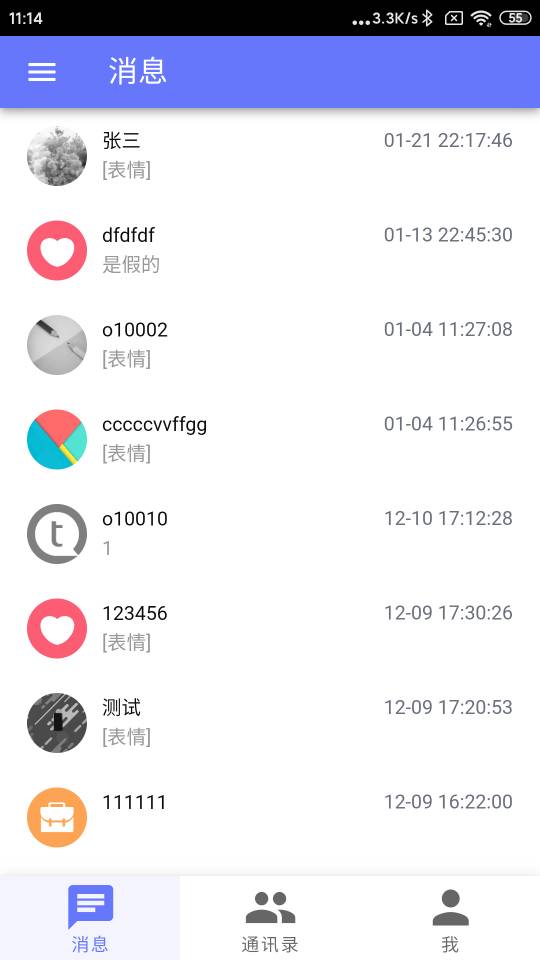 11:14
...3.3K/s
55
消息
张三
01-21 22:17:46
[表情]
dfdfdf
01-13 22:45:30
是假的
o10002
01-04 11:27:08
[表情]
cccccvvffgg
01-04 11:26:55
[表情]
t
o10010
12-10 17:12:28
1
123456
12-09 17:30:26
[表情]
测试
12-09 17:20:53
[表情]
111111
12-09 16:22:00
消息
通讯录
我